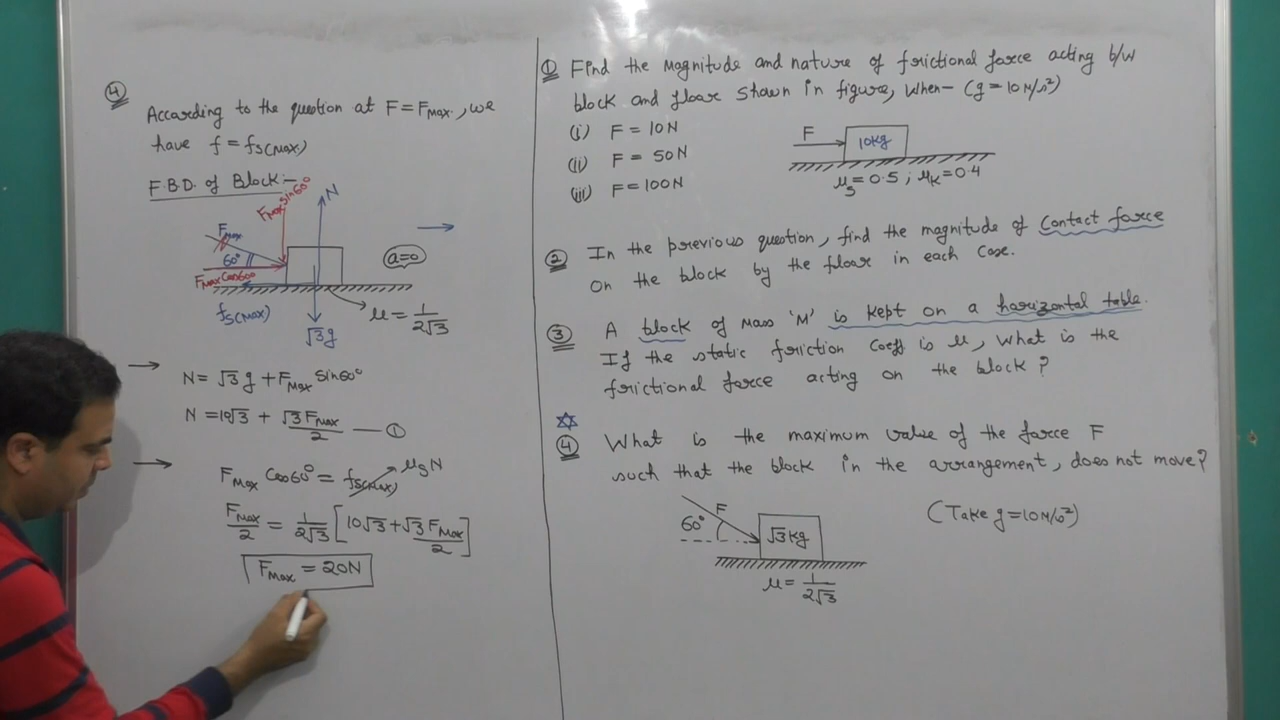 ④
According to the question at F = FMax., we
have f = fs(Max.)
F.B.D. of Block:-
FMax Sin60°
N
FMax
60°
a=0
FMax Cos60°
fs(Max)
μ = 1/2√3
√3g
→ N = √3g + FMax Sin60°
N = 10√3 + √3FMax/2 — ①
→ FMax Cos60° = fs(Max) μsN
FMax/2 = 1/2√3 [10√3 + √3FMax/2]
FMax = 20N
① Find the Magnitude and nature of frictional force acting b/w
block and floor shown in figure, When- (g = 10 M/s²)
(i) F = 10N
(ii) F = 50N
(iii) F = 100N
F
10kg
μs = 0.5 ; μK = 0.4
② In the previous question, find the magnitude of Contact force
on the block by the floor in each case.
③ A block of Mass 'M' is kept on a horizontal table.
If the static friction Coeff is μ, What is the
frictional force acting on the block?
④ What is the maximum value of the force F
such that the block in the arrangement, does not move?
F
60°
√3kg
(Take g = 10 M/s²)
μ = 1/2√3